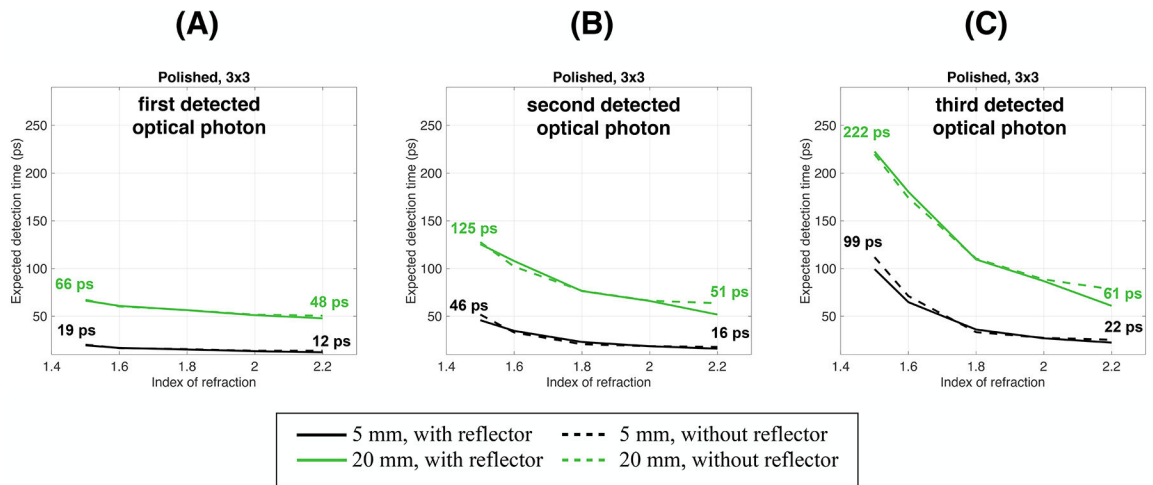 (A)
Polished, 3x3
first detected
optical photon
Expected detection time (ps)
250
200
150
100
50
66 ps
48 ps
19 ps
12 ps
1.4
1.6
1.8
2
2.2
Index of refraction
(B)
Polished, 3x3
second detected
optical photon
Expected detection time (ps)
250
200
150
100
50
125 ps
51 ps
46 ps
16 ps
1.4
1.6
1.8
2
2.2
Index of refraction
(C)
Polished, 3x3
third detected
optical photon
Expected detection time (ps)
250
200
150
100
50
222 ps
99 ps
61 ps
22 ps
1.4
1.6
1.8
2
2.2
Index of refraction
5 mm, with reflector
5 mm, without reflector
20 mm, with reflector
20 mm, without reflector